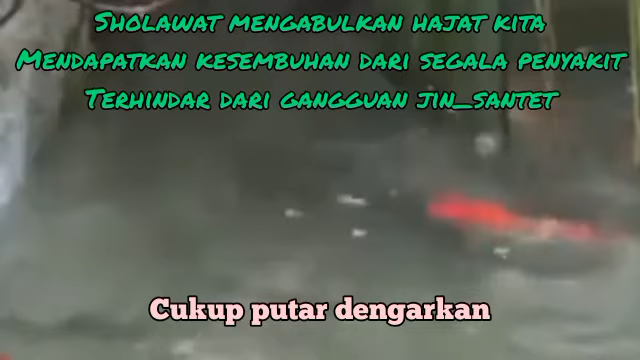 Sholawat mengabulkan hajat kita
Mendapatkan kesembuhan dari segala penyakit
Terhindar dari gangguan jin_santet
Cukup putar dengarkan